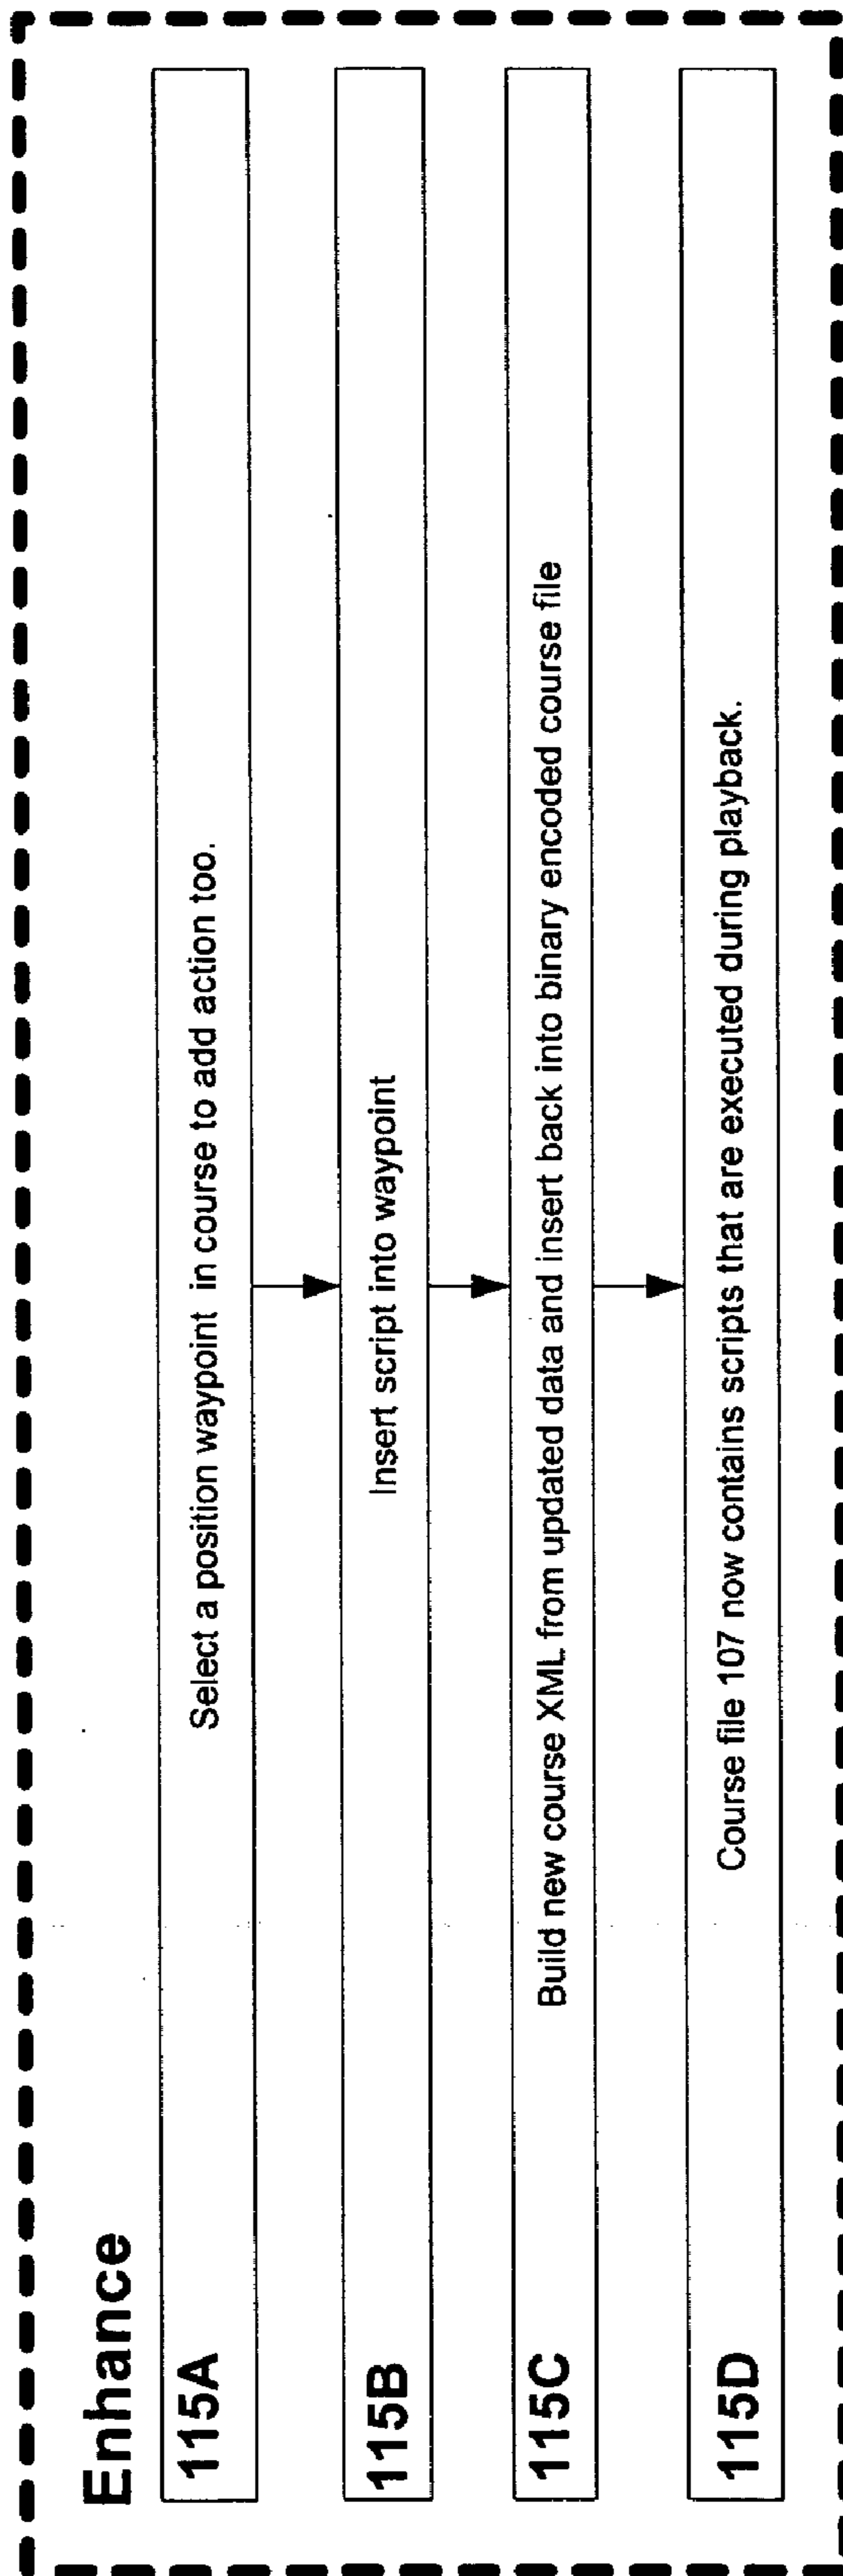 Enhance
115A
Select a position waypoint in course to add action too.
115B
Insert script into waypoint
115C
Build new course XML from updated data and insert back into binary encoded course file
115D
Course file 107 now contains scripts that are executed during playback.